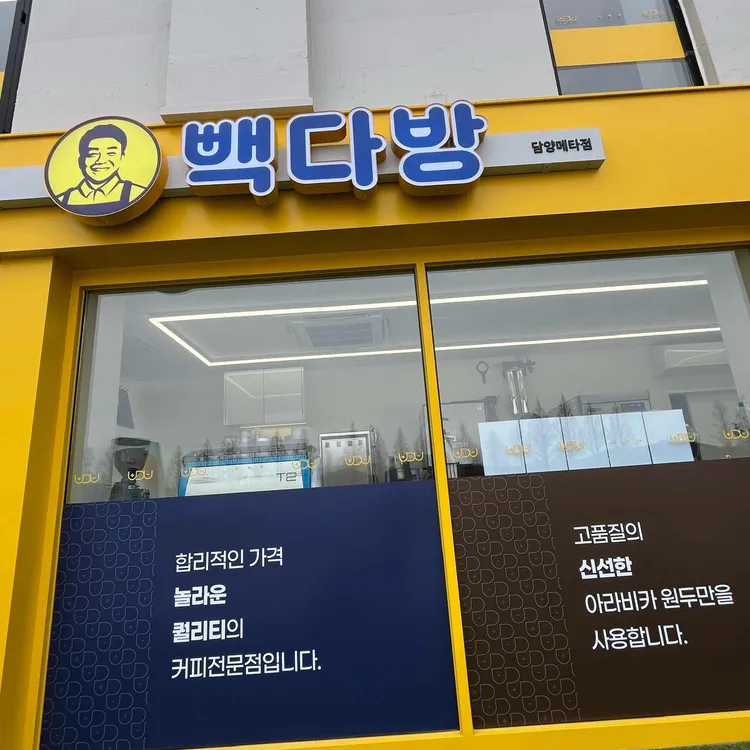 빽다방
담양메타점
T2
합리적인 가격
놀라운
퀄리티의
커피전문점입니다.
고품질의
신선한
아라비카 원두만을
사용합니다.